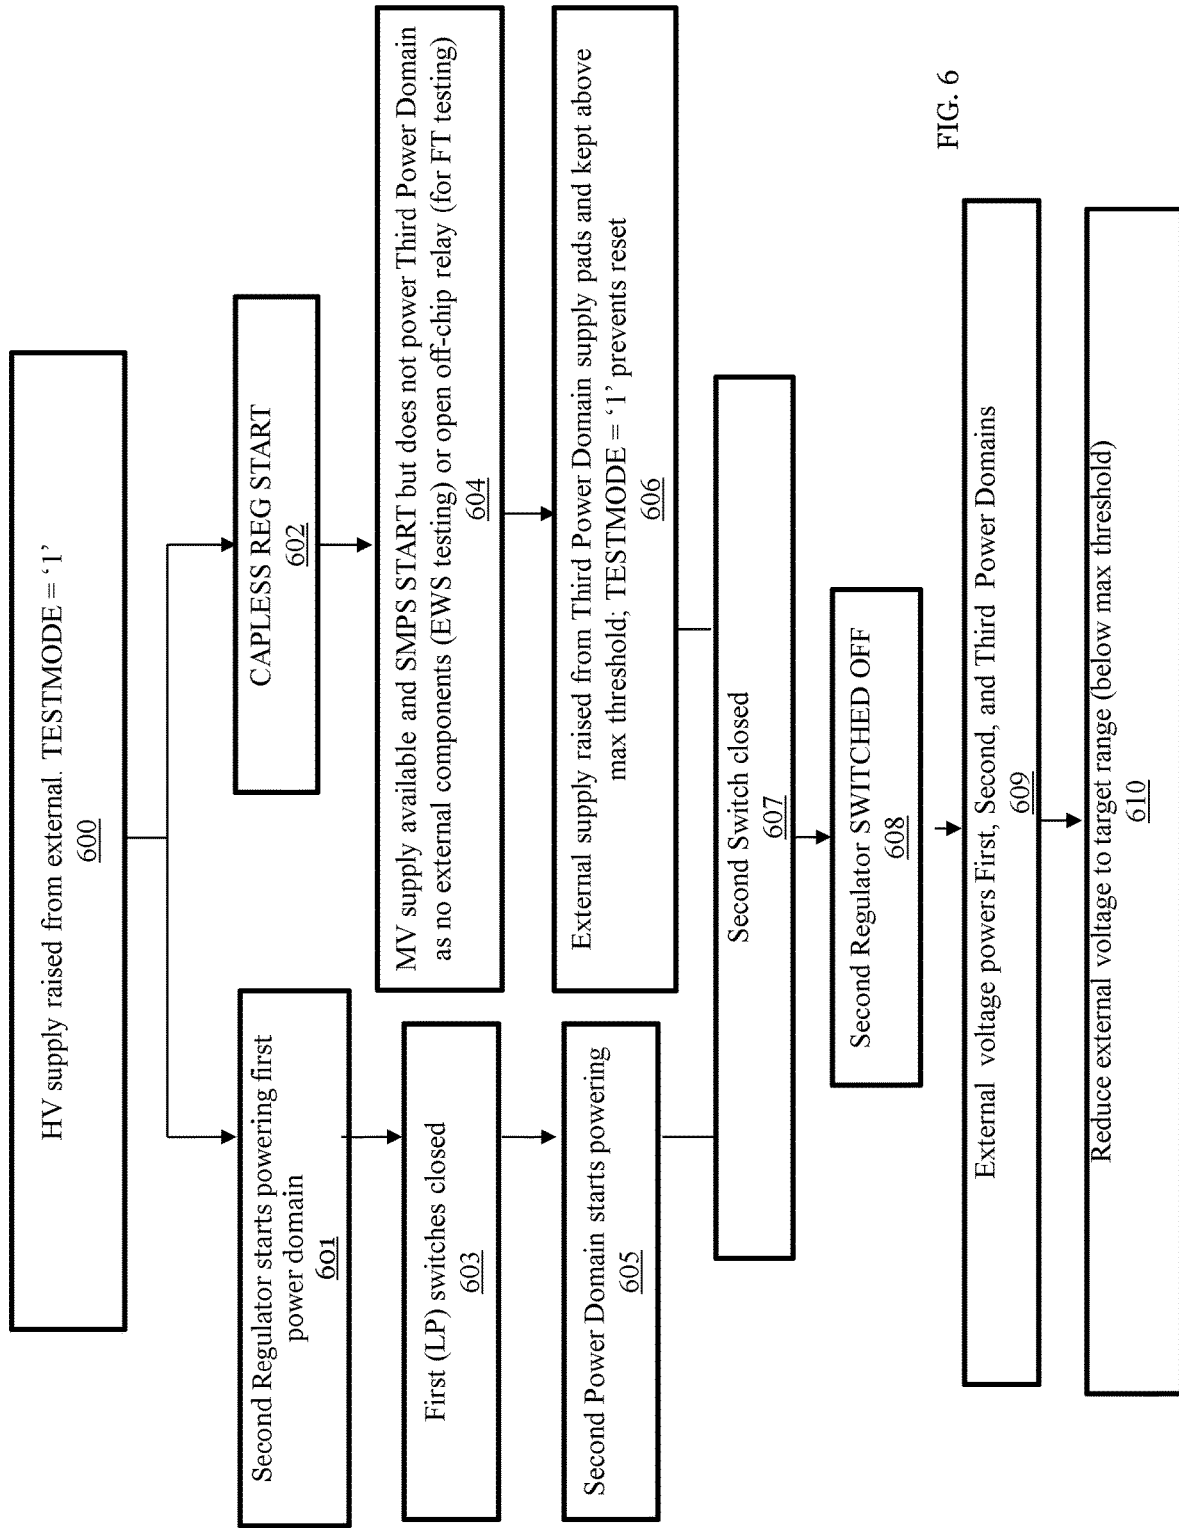 HV supply raised from external. TESTMODE = ‘1’
600
Second Regulator starts powering first
power domain
601
CAPLESS REG START
602
First (LP) switches closed
603
MV supply available and SMPS START but does not power Third Power Domain
as no external components (EWS testing) or open off-chip relay (for FT testing)
604
Second Power Domain starts powering
605
External supply raised from Third Power Domain supply pads and kept above
max threshold; TESTMODE = ‘1’ prevents reset
606
Second Switch closed
607
Second Regulator SWITCHED OFF
608
External voltage powers First, Second, and Third Power Domains
609
Reduce external voltage to target range (below max threshold)
610
FIG. 6